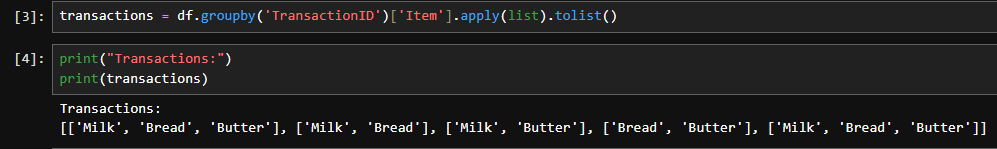 [3]: transactions = df.groupby('TransactionID')['Item'].apply(list).tolist()
[4]: print("Transactions:")
print(transactions)
Transactions:
[['Milk', 'Bread', 'Butter'], ['Milk', 'Bread'], ['Milk', 'Butter'], ['Bread', 'Butter'], ['Milk', 'Bread', 'Butter']]